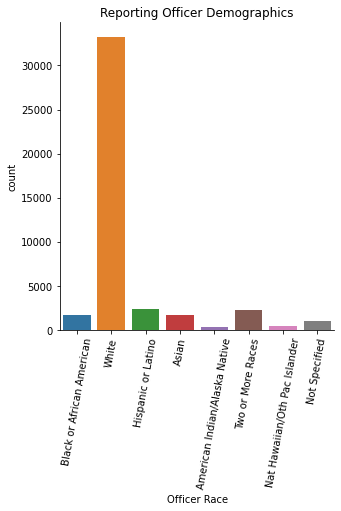 Reporting Officer Demographics
30000
25000
20000
15000
10000
5000
0
count
Black or African American
White
Hispanic or Latino
Asian
American Indian/Alaska Native
Two or More Races
Nat Hawaiian/Oth Pac Islander
Not Specified
Officer Race